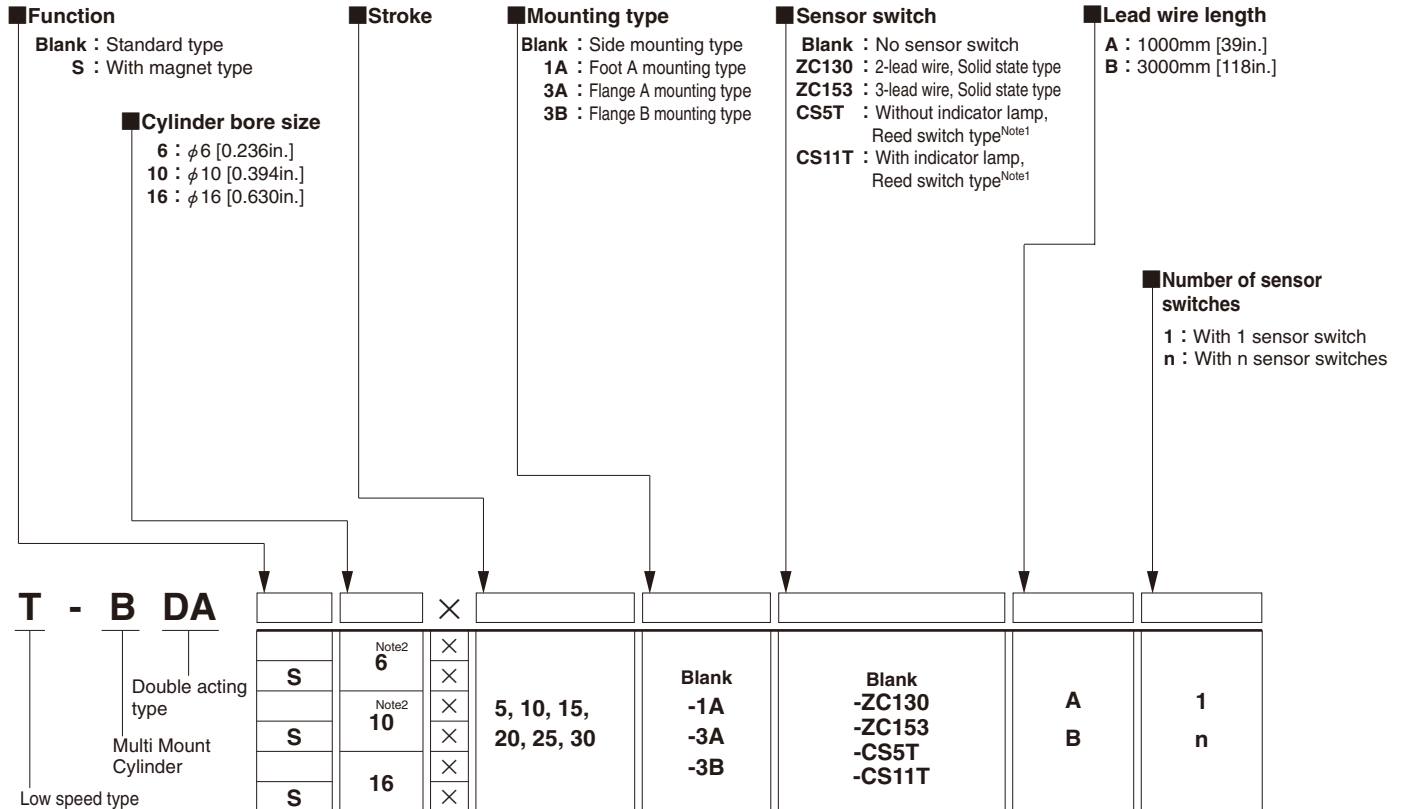 ■Function
Blank : Standard type
S : With magnet type
■Cylinder bore size
6 : φ6 [0.236in.]
10 : φ10 [0.394in.]
16 : φ16 [0.630in.]
■Stroke
■Mounting type
Blank : Side mounting type
1A : Foot A mounting type
3A : Flange A mounting type
3B : Flange B mounting type
■Sensor switch
Blank : No sensor switch
ZC130 : 2-lead wire, Solid state type
ZC153 : 3-lead wire, Solid state type
CS5T : Without indicator lamp,
Reed switch typeNote1
CS11T : With indicator lamp,
Reed switch typeNote1
■Lead wire length
A : 1000mm [39in.]
B : 3000mm [118in.]
■Number of sensor
switches
1 : With 1 sensor switch
n : With n sensor switches
T - B DA ×
Low speed type
Multi Mount
Cylinder
Double acting
type
S
S
S
Note2
6
Note2
10
16
×
×
×
×
×
×
5, 10, 15,
20, 25, 30
Blank
-1A
-3A
-3B
Blank
-ZC130
-ZC153
-CS5T
-CS11T
A
B
1
n